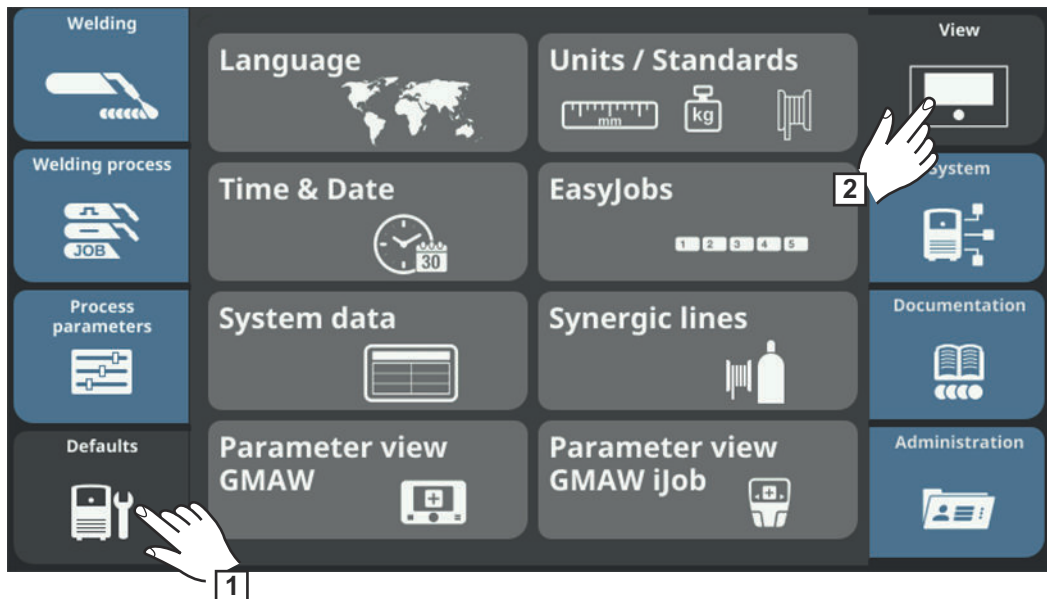 Welding
Welding process
JOB
Process
parameters
Defaults
1
Language
Units / Standards
mm
kg
Time & Date
30
EasyJobs
1 2 3 4 5
System data
Synergic lines
Parameter view
GMAW
Parameter view
GMAW iJob
View
2
System
Documentation
Administration